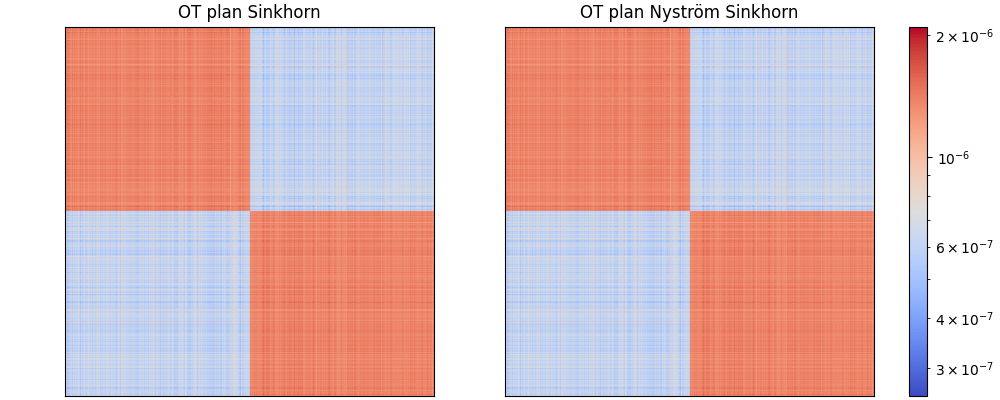 OT plan Sinkhorn
OT plan Nyström Sinkhorn
2 × 10⁻⁶
10⁻⁶
6 × 10⁻⁷
4 × 10⁻⁷
3 × 10⁻⁷